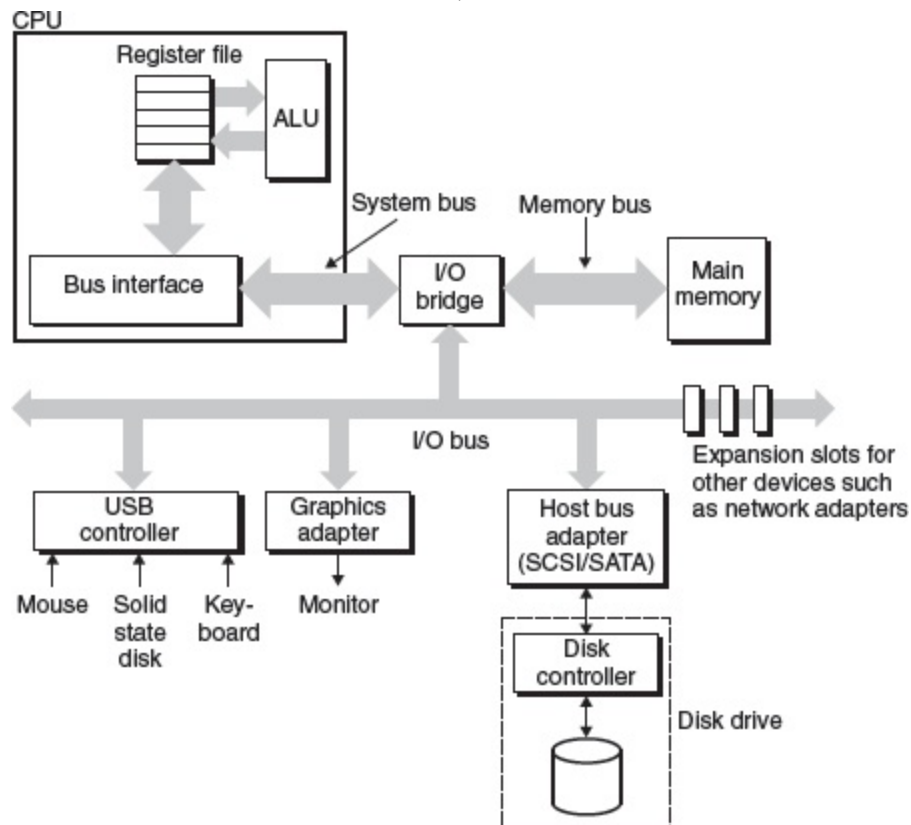 CPU
Register file
ALU
System bus
Memory bus
Bus interface
I/O
bridge
Main
memory
I/O bus
Expansion slots for
other devices such
as network adapters
USB
controller
Graphics
adapter
Host bus
adapter
(SCSI/SATA)
Mouse
Solid
state
disk
Key-
board
Monitor
Disk
controller
Disk drive